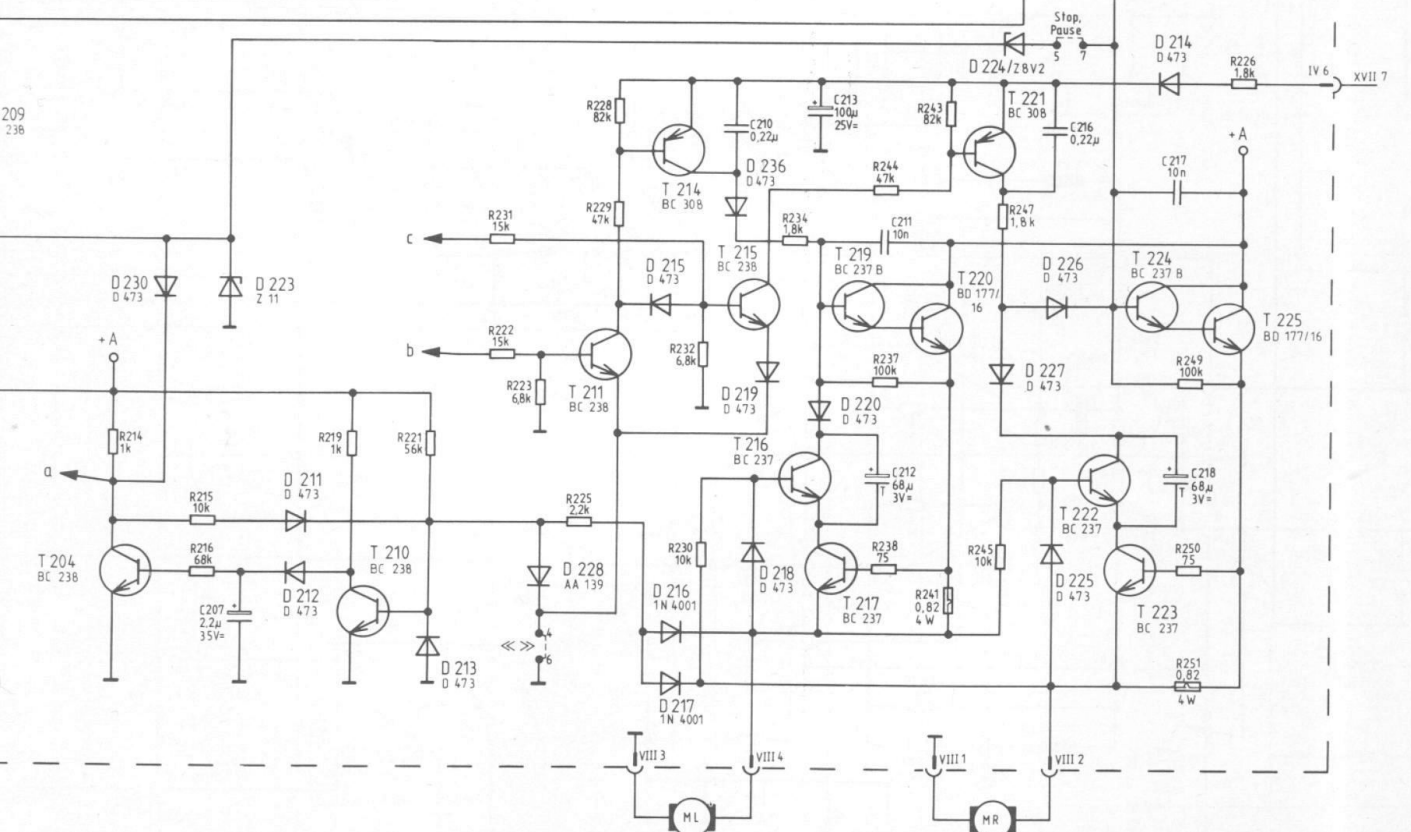 Stop,
Pause
5 7
D 224/Z8V2
D 214
D 473
R226
1,8k
IV 6
XVII 7
209
238
R228
82k
T 214
BC 308
C210
0,22µ
C213
100µ
25V=
R243
82k
T 221
BC 308
C216
0,22µ
+A
D 236
D 473
R244
47k
C217
10n
R229
47k
R247
1,8k
c
R231
15k
R234
1,8k
C211
10n
D 230
D 473
D 223
Z 11
D 215
D 473
T 215
BC 238
T 219
BC 237 B
T 220
BD 177/
16
D 226
D 473
T 224
BC 237 B
T 225
BD 177/16
+A
b
R222
15k
R223
6,8k
T 211
BC 238
R232
6,8k
D 219
D 473
R237
100k
D 227
D 473
R249
100k
D 220
D 473
R214
1k
R219
1k
R221
56k
a
T 216
BC 237
C212
68µ
T 3V=
C218
68µ
T 3V=
D 211
D 473
R215
10k
R225
2,2k
T 222
BC 237
T 204
BC 238
R216
68k
D 212
D 473
T 210
BC 238
D 228
AA 139
R230
10k
D 218
D 473
R238
75
R245
10k
D 225
D 473
R250
75
C207
2,2µ
35V=
D 216
1N 4001
T 217
BC 237
R241
0,82
4 W
T 223
BC 237
4
6
D 213
D 473
D 217
1N 4001
R251
0,82
4W
VIII 3
VIII 4
VIII 1
VIII 2
ML
MR